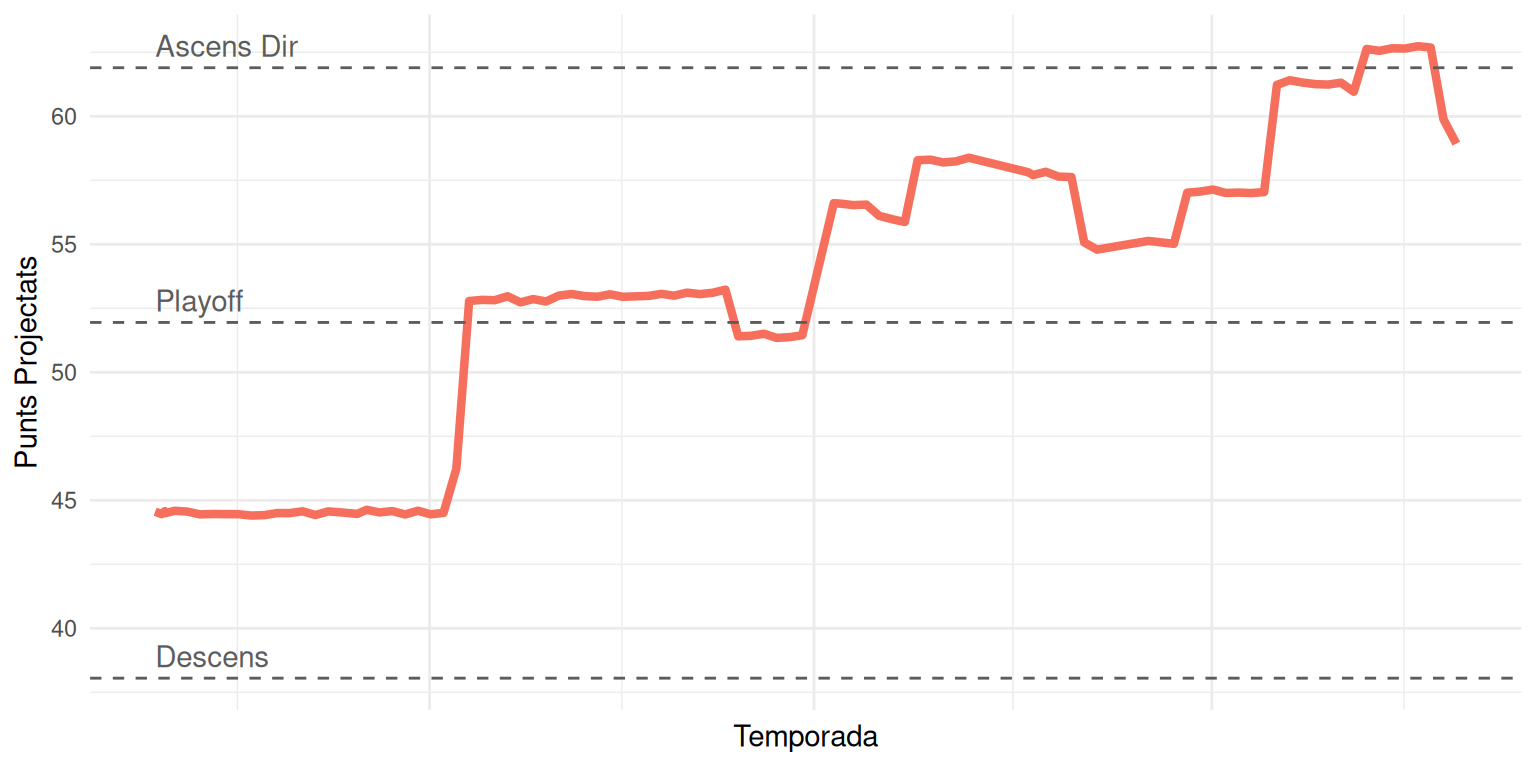 Ascens Dir
60
55
Playoff
50
45
40
Descens
Punts Projectats
Temporada